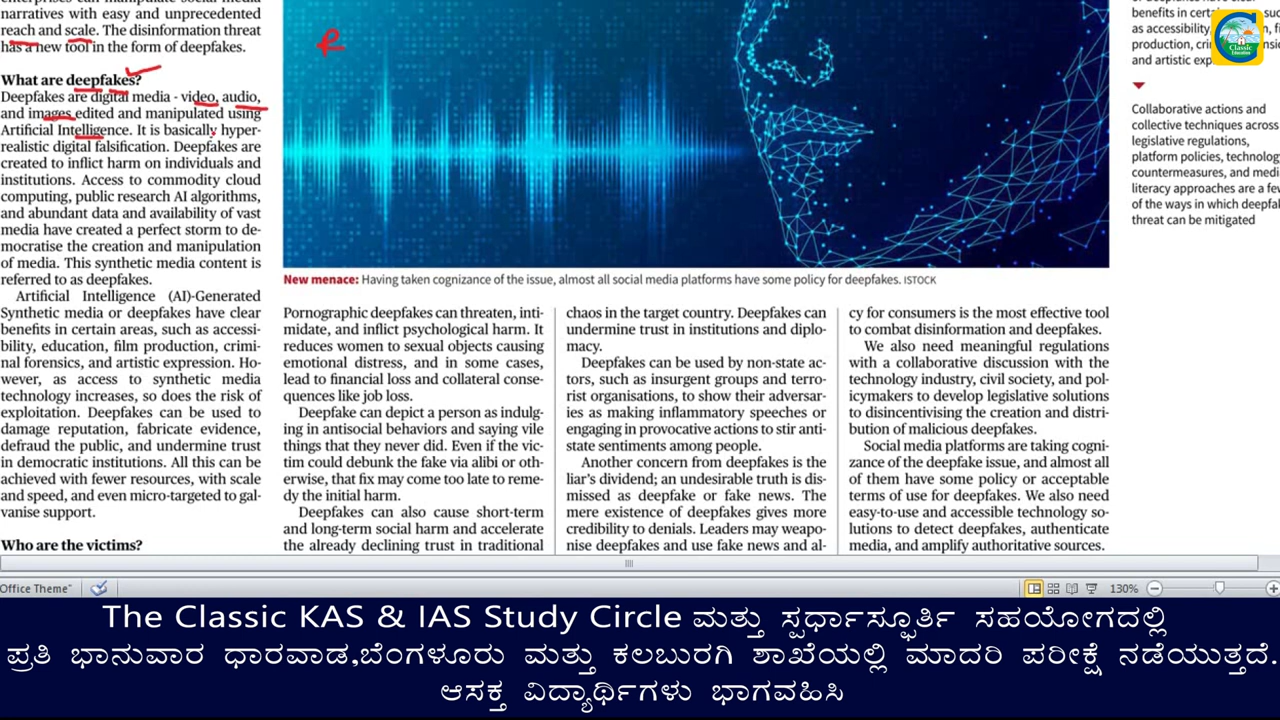 enterprises can manipulate social media
narratives with easy and unprecedented
reach and scale. The disinformation threat
has a new tool in the form of deepfakes.
What are deepfakes?
Deepfakes are digital media - video, audio,
and images edited and manipulated using
Artificial Intelligence. It is basically hyper-
realistic digital falsification. Deepfakes are
created to inflict harm on individuals and
institutions. Access to commodity cloud
computing, public research AI algorithms,
and abundant data and availability of vast
media have created a perfect storm to de-
mocratise the creation and manipulation
of media. This synthetic media content is
referred to as deepfakes.
Artificial Intelligence (AI)-Generated
Synthetic media or deepfakes have clear
benefits in certain areas, such as accessi-
bility, education, film production, crimi-
nal forensics, and artistic expression. Ho-
wever, as access to synthetic media
technology increases, so does the risk of
exploitation. Deepfakes can be used to
damage reputation, fabricate evidence,
defraud the public, and undermine trust
in democratic institutions. All this can be
achieved with fewer resources, with scale
and speed, and even micro-targeted to gal-
vanise support.
Who are the victims?
New menace: Having taken cognizance of the issue, almost all social media platforms have some policy for deepfakes. ISTOCK
Pornographic deepfakes can threaten, inti-
midate, and inflict psychological harm. It
reduces women to sexual objects causing
emotional distress, and in some cases,
lead to financial loss and collateral conse-
quences like job loss.
Deepfake can depict a person as indulg-
ing in antisocial behaviors and saying vile
things that they never did. Even if the vic-
tim could debunk the fake via alibi or oth-
erwise, that fix may come too late to reme-
dy the initial harm.
Deepfakes can also cause short-term
and long-term social harm and accelerate
the already declining trust in traditional
chaos in the target country. Deepfakes can
undermine trust in institutions and diplo-
macy.
Deepfakes can be used by non-state ac-
tors, such as insurgent groups and terro-
rist organisations, to show their adversar-
ies as making inflammatory speeches or
engaging in provocative actions to stir anti-
state sentiments among people.
Another concern from deepfakes is the
liar's dividend; an undesirable truth is dis-
missed as deepfake or fake news. The
mere existence of deepfakes gives more
credibility to denials. Leaders may weapo-
nise deepfakes and use fake news and al-
cy for consumers is the most effective tool
to combat disinformation and deepfakes.
We also need meaningful regulations
with a collaborative discussion with the
technology industry, civil society, and pol-
icymakers to develop legislative solutions
to disincentivising the creation and distri-
bution of malicious deepfakes.
Social media platforms are taking cogni-
zance of the deepfake issue, and almost all
of them have some policy or acceptable
terms of use for deepfakes. We also need
easy-to-use and accessible technology so-
lutions to detect deepfakes, authenticate
media, and amplify authoritative sources.
benefits in certain
as accessibility
production,
and artistic
Collaborative actions and
collective techniques across
legislative regulations,
platform policies, technology
countermeasures, and medi
literacy approaches are a few
of the ways in which deepfak
threat can be mitigated
Classic
Education
Office Theme"
130%
The Classic KAS & IAS Study Circle ಮತ್ತು ಸ್ಪರ್ಧಾಸ್ಫೂರ್ತಿ ಸಹಯೋಗದಲ್ಲಿ
ಪ್ರತಿ ಭಾನುವಾರ ಧಾರವಾಡ,ಬೆಂಗಳೂರು ಮತ್ತು ಕಲಬುರಗಿ ಶಾಖೆಯಲ್ಲಿ ಮಾದರಿ ಪರೀಕ್ಷೆ ನಡೆಯುತ್ತದೆ.
ಆಸಕ್ತ ವಿದ್ಯಾರ್ಥಿಗಳು ಭಾಗವಹಿಸಿ